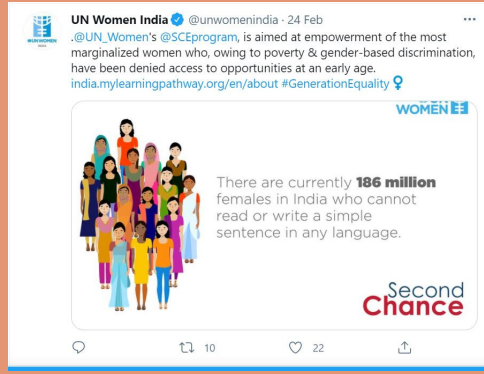 UN Women India @unwomenindia · 24 Feb
.@UN_Women's @SCEprogram, is aimed at empowerment of the most
marginalized women who, owing to poverty & gender-based discrimination,
have been denied access to opportunities at an early age.
india.mylearningpathway.org/en/about #GenerationEquality
WOMEN
There are currently 186 million
females in India who cannot
read or write a simple
sentence in any language.
Second
Chance
10 22